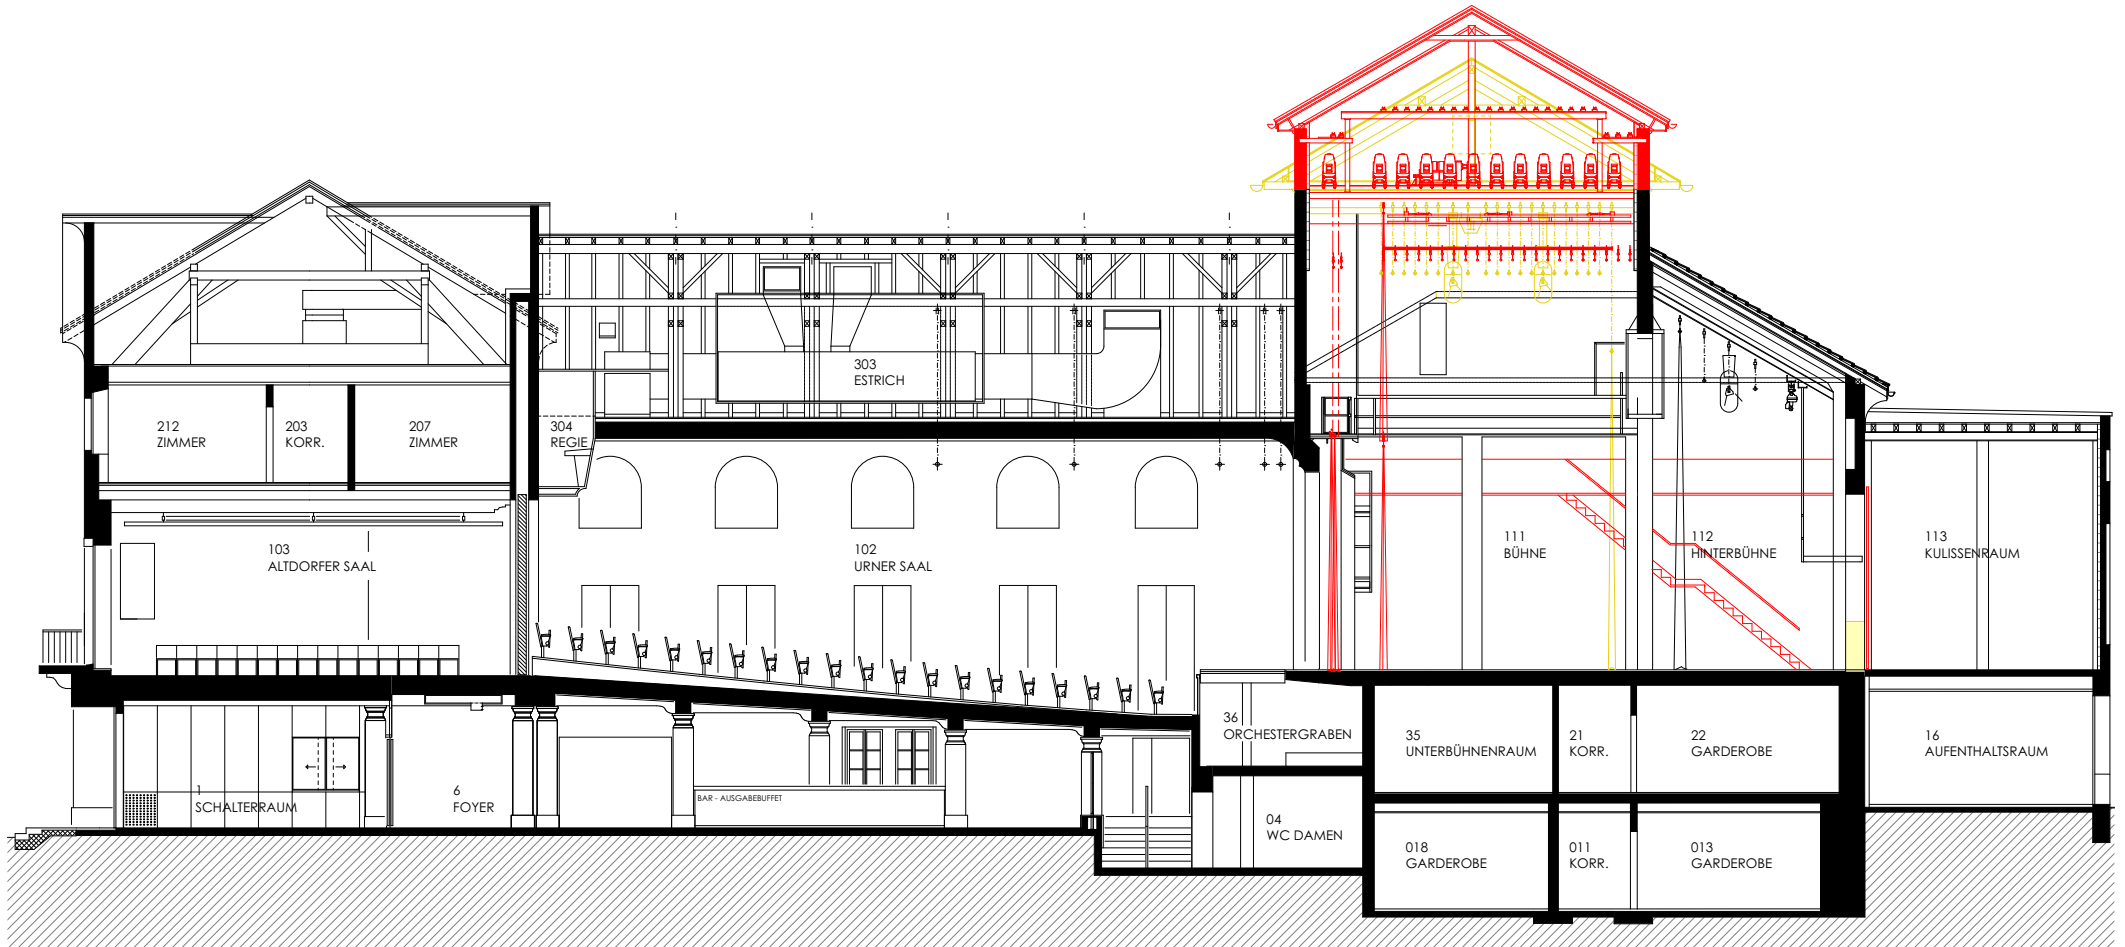 303
ESTRICH
212
ZIMMER
203
KORR.
207
ZIMMER
304
REGIE
103
ALTDORFER SAAL
102
URNER SAAL
111
BÜHNE
112
HINTERBÜHNE
113
KULISSENRAUM
36
ORCHESTERGRABEN
35
UNTERBÜHNENRAUM
21
KORR.
22
GARDEROBE
16
AUFENTHALTSRAUM
1
SCHALTERRAUM
6
FOYER
BAR - AUSGABEBUFFET
04
WC DAMEN
018
GARDEROBE
011
KORR.
013
GARDEROBE